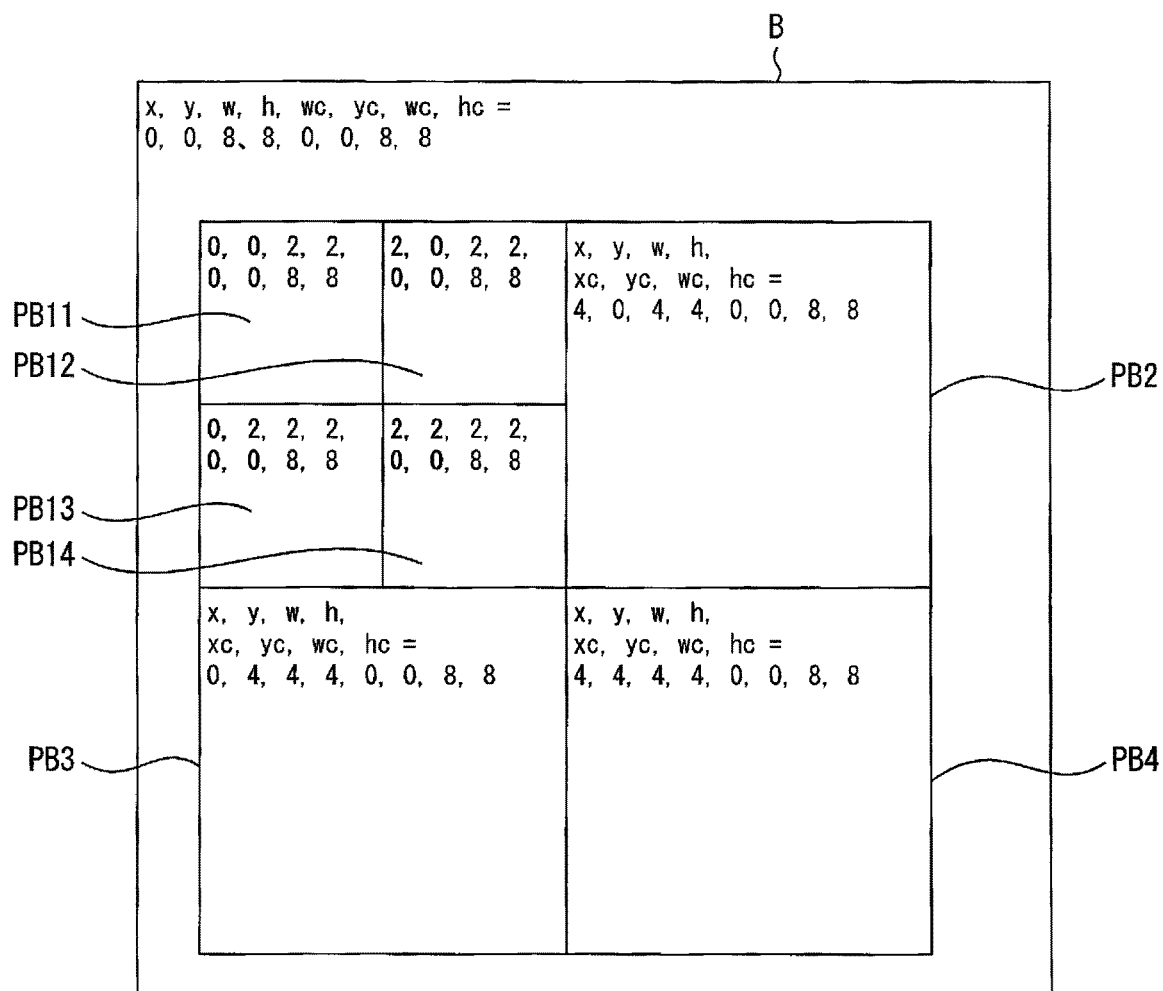 B
x, y, w, h, wc, yc, wc, hc =
0, 0, 8、8, 0, 0, 8, 8
0, 0, 2, 2,
0, 0, 8, 8
2, 0, 2, 2,
0, 0, 8, 8
x, y, w, h,
xc, yc, wc, hc =
4, 0, 4, 4, 0, 0, 8, 8
PB11
PB12
PB2
0, 2, 2, 2,
0, 0, 8, 8
2, 2, 2, 2,
0, 0, 8, 8
PB13
PB14
x, y, w, h,
xc, yc, wc, hc =
0, 4, 4, 4, 0, 0, 8, 8
x, y, w, h,
xc, yc, wc, hc =
4, 4, 4, 4, 0, 0, 8, 8
PB3
PB4